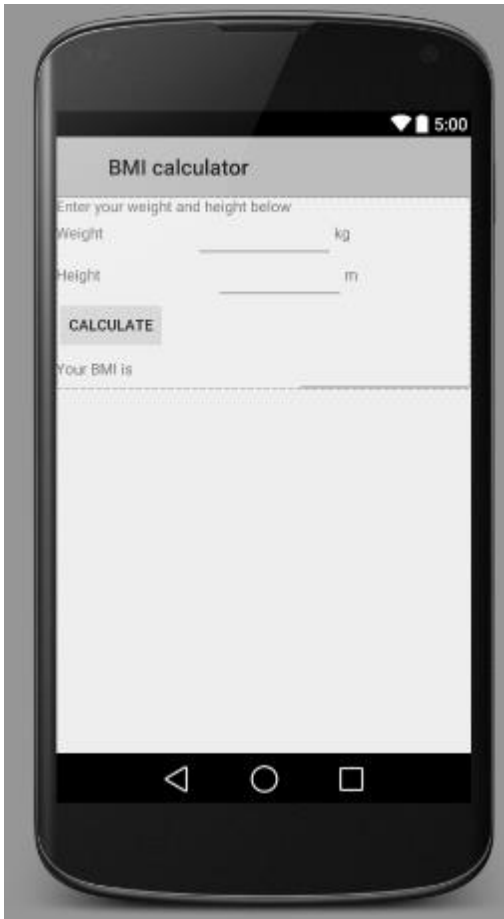 5:00
BMI calculator
Enter your weight and height below
Weight kg
Height m
CALCULATE
Your BMI is